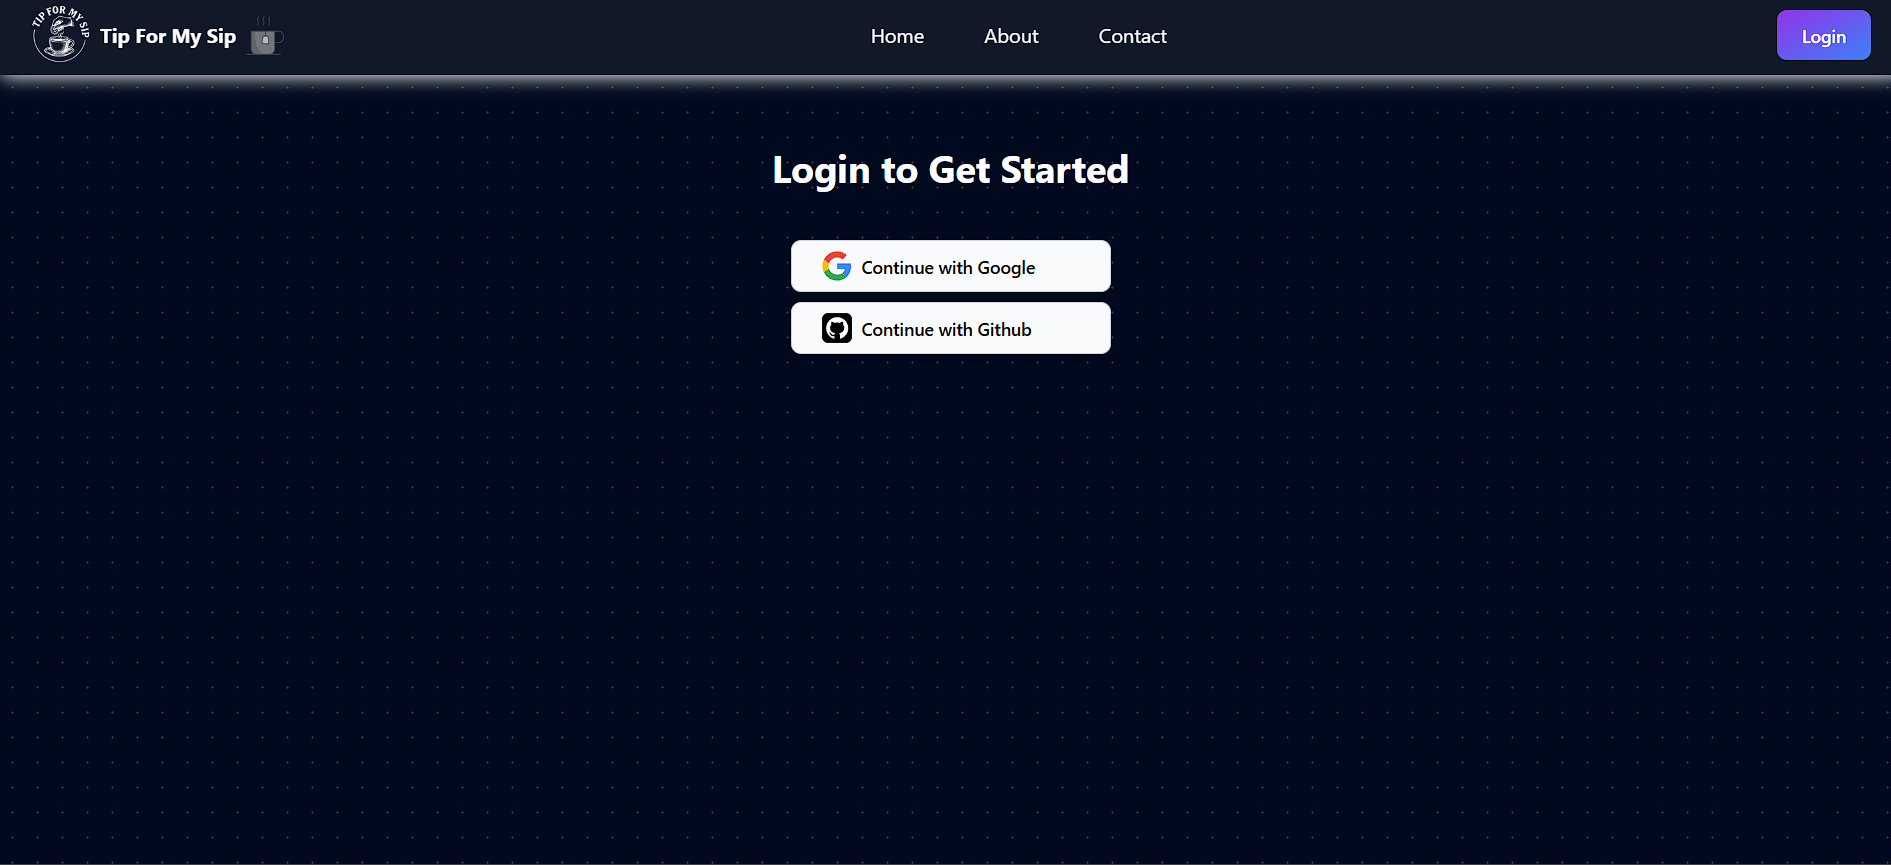 TIP FOR MY SIP
Tip For My Sip
Home
About
Contact
Login
Login to Get Started
Continue with Google
Continue with Github